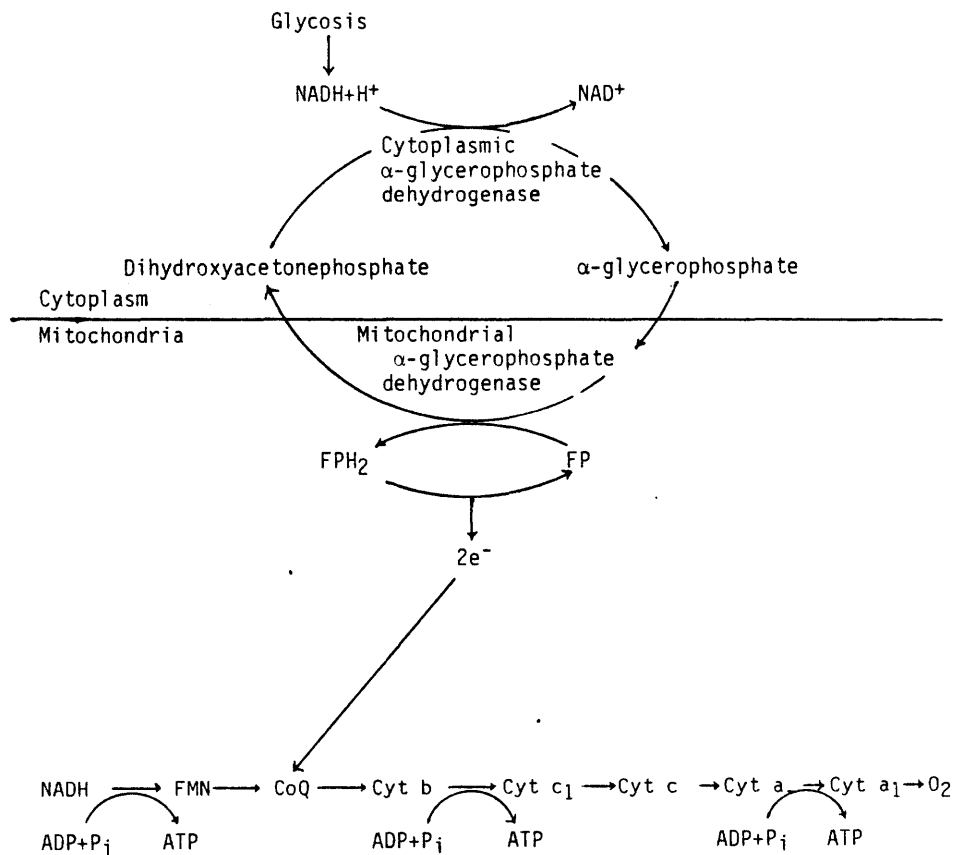 Glycosis
NADH+H⁺ NAD⁺
Cytoplasmic
α-glycerophosphate
dehydrogenase
Dihydroxyacetonephosphate α-glycerophosphate
Cytoplasm
Mitochondria Mitochondrial
α-glycerophosphate
dehydrogenase
FPH₂ FP
2e⁻
NADH FMN CoQ Cyt b Cyt c₁ Cyt c Cyt a Cyt a₁ O₂
ADP+Pᵢ ATP ADP+Pᵢ ATP ADP+Pᵢ ATP